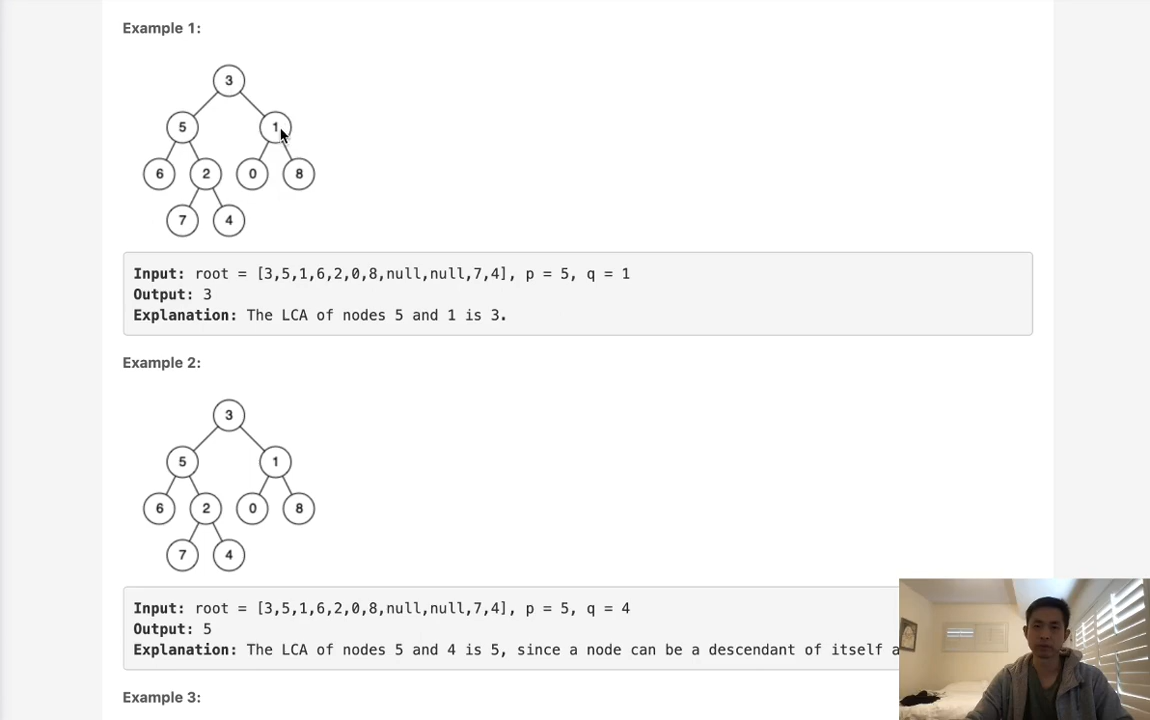 Example 1:
3
5 1
6 2 0 8
7 4
Input: root = [3,5,1,6,2,0,8,null,null,7,4], p = 5, q = 1
Output: 3
Explanation: The LCA of nodes 5 and 1 is 3.
Example 2:
3
5 1
6 2 0 8
7 4
Input: root = [3,5,1,6,2,0,8,null,null,7,4], p = 5, q = 4
Output: 5
Explanation: The LCA of nodes 5 and 4 is 5, since a node can be a descendant of itself a
Example 3: